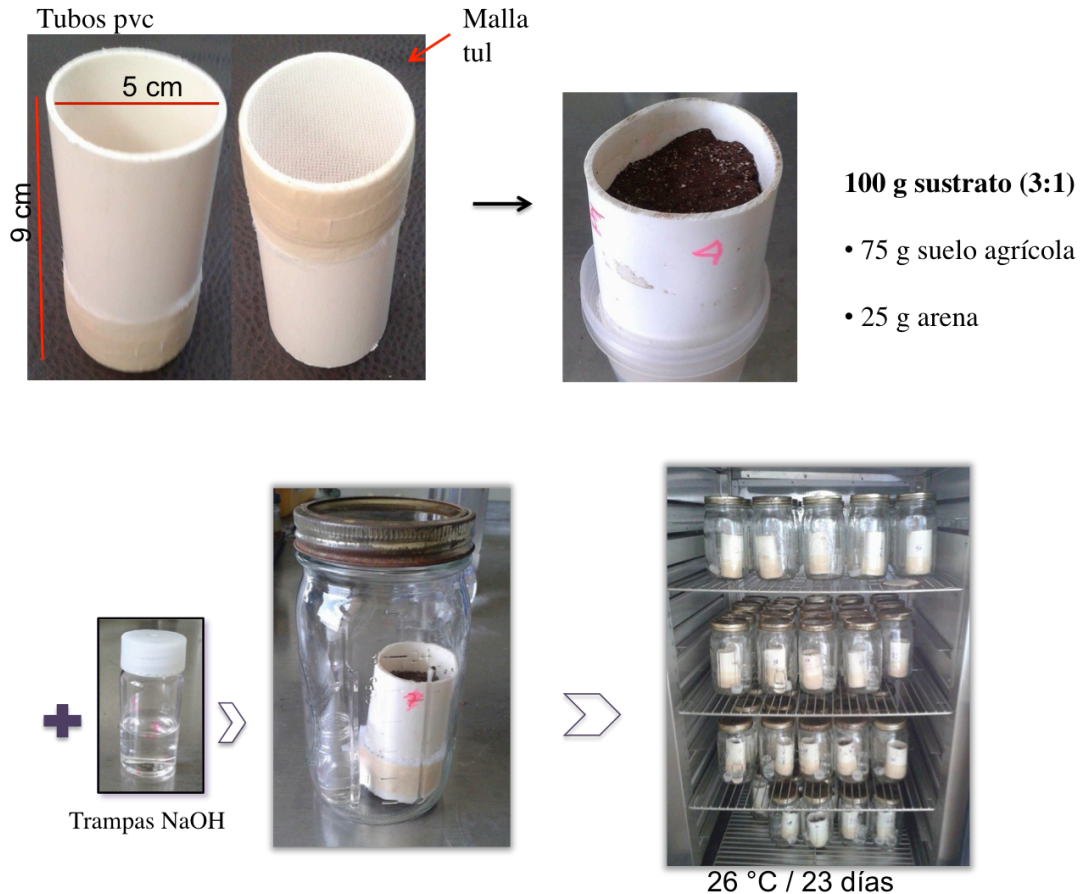 Tubos pvc
Malla
tul
5 cm
9 cm
100 g sustrato (3:1)
• 75 g suelo agrícola
• 25 g arena
Trampas NaOH
26 °C / 23 días